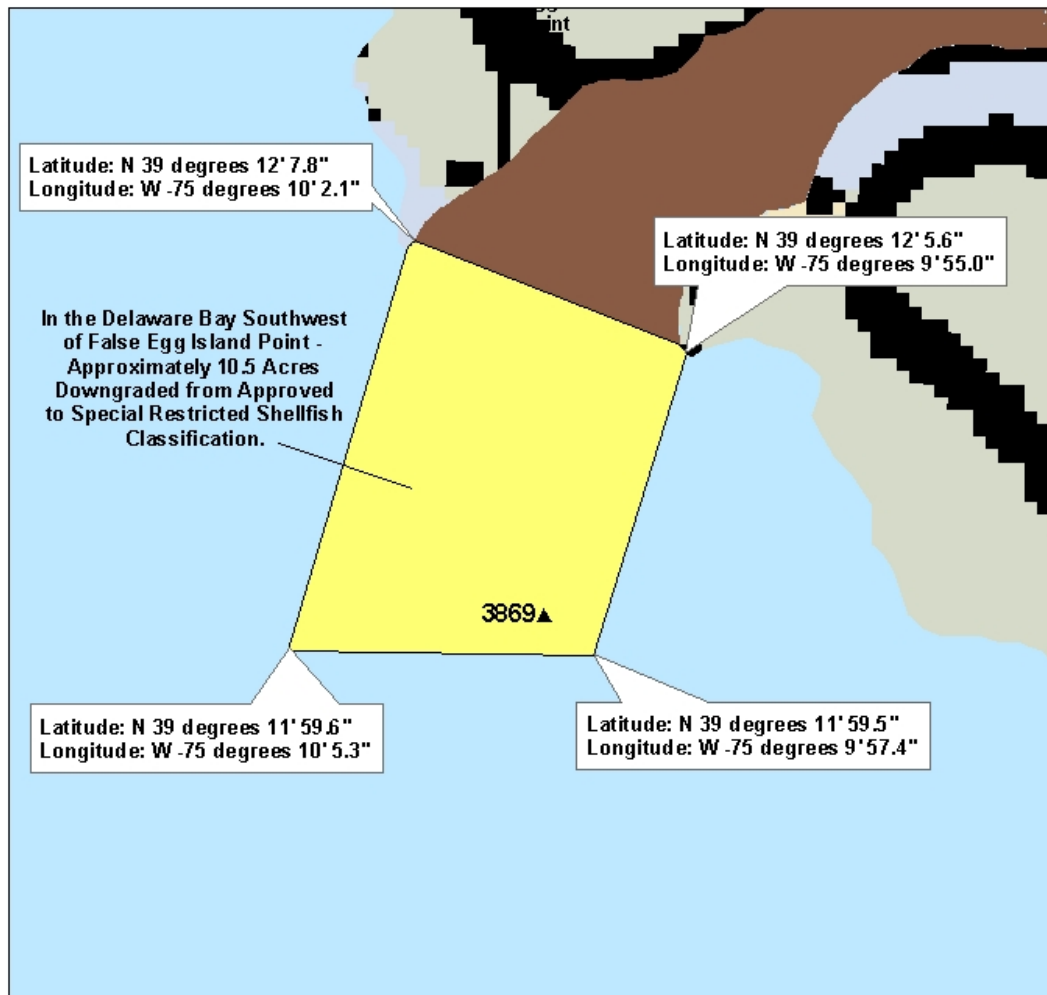 int
Latitude: N 39 degrees 12' 7.8"
Longitude: W -75 degrees 10' 2.1"
Latitude: N 39 degrees 12' 5.6"
Longitude: W -75 degrees 9' 55.0"
In the Delaware Bay Southwest
of False Egg Island Point -
Approximately 10.5 Acres
Downgraded from Approved
to Special Restricted Shellfish
Classification.
3869
Latitude: N 39 degrees 11' 59.6"
Longitude: W -75 degrees 10' 5.3"
Latitude: N 39 degrees 11' 59.5"
Longitude: W -75 degrees 9' 57.4"